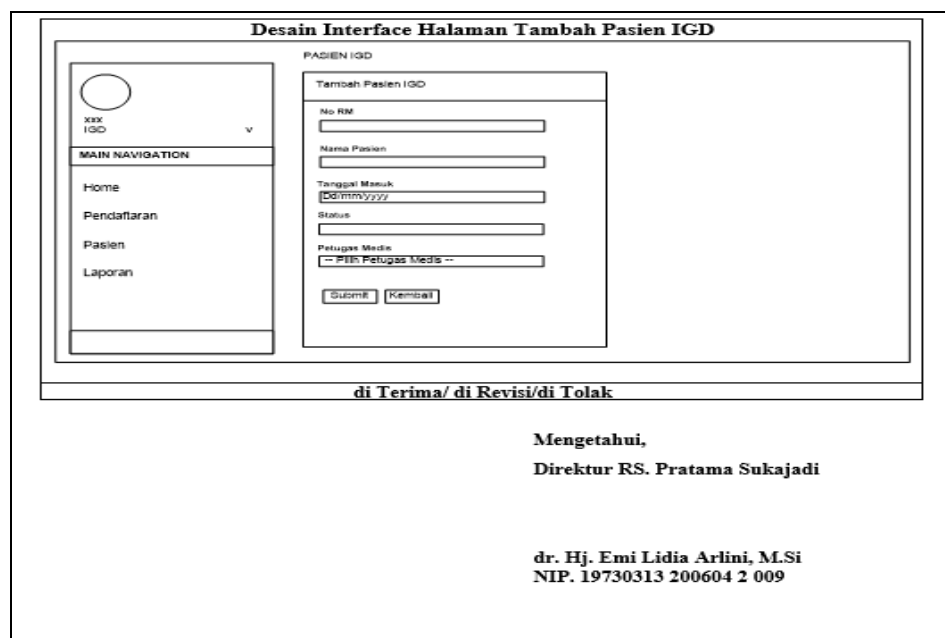 Desain Interface Halaman Tambah Pasien IGD
PASIEN IGD
xxx
IGD v
MAIN NAVIGATION
Home
Pendaftaran
Pasien
Laporan
Tambah Pasien IGD
No RM
Nama Pasien
Tanggal Masuk
Dd/mm/yyyy
Status
Petugas Medis
-- Pilih Petugas Medis --
Submit Kembali
di Terima/ di Revisi/di Tolak
Mengetahui,
Direktur RS. Pratama Sukajadi
dr. Hj. Emi Lidia Arlini, M.Si
NIP. 19730313 200604 2 009